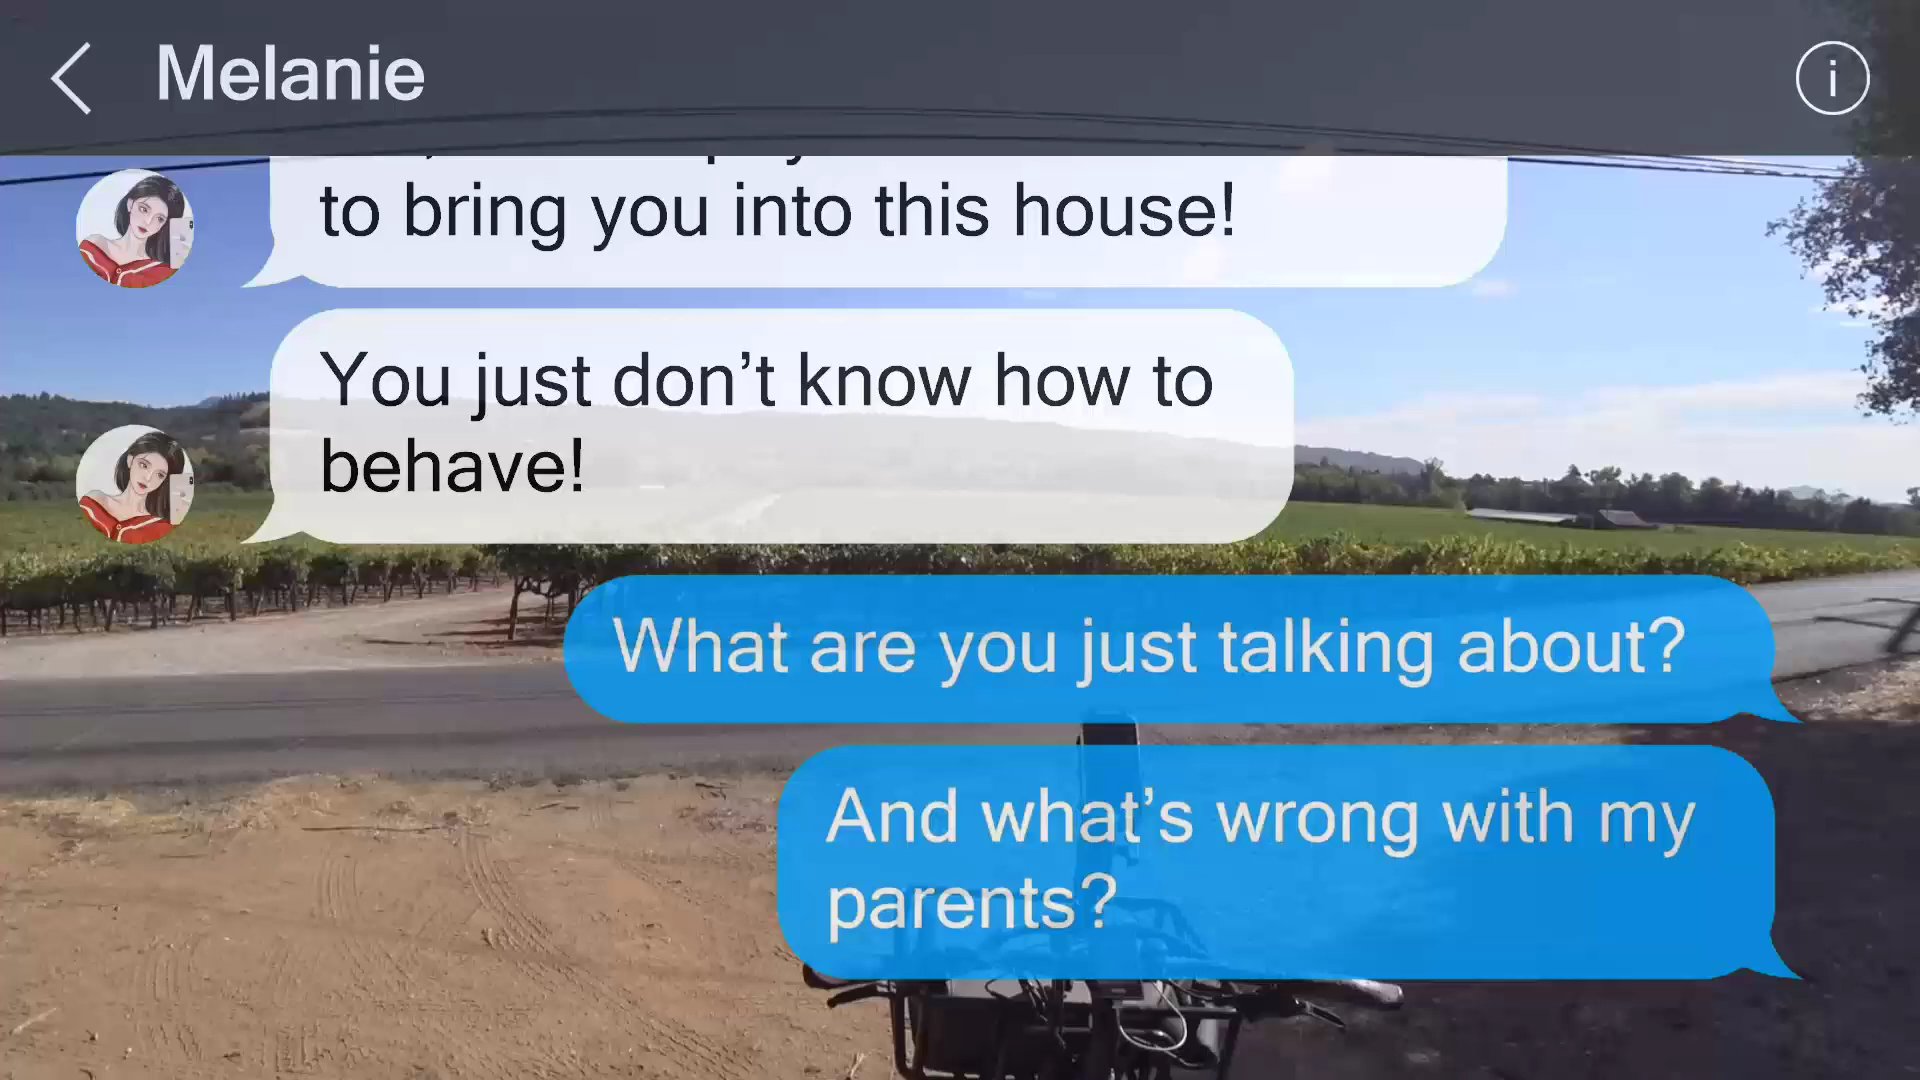 Melanie
to bring you into this house!
You just don’t know how to
behave!
What are you just talking about?
And what’s wrong with my
parents?